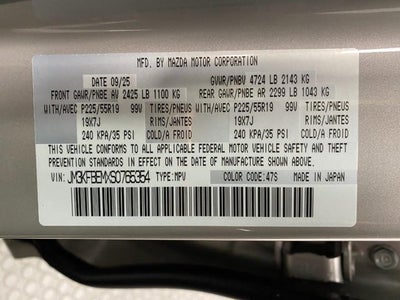 MFD. BY MAZDA MOTOR CORPORATION
DATE 09/25 GVWR/PNBV 4724 LB 2143 KG
FRONT GAWR/PNBE AV 2425 LB 1100 KG REAR GAWR/PNBE AR 2299 LB 1043 KG
WITH/AVEC P225/55R19 99V TIRES/PNEUS WITH/AVEC P225/55R19 99V TIRES/PNEUS
19X7J RIMS/JANTES 19X7J RIMS/JANTES
240 KPA/35 PSI COLD/A FROID 240 KPA/35 PSI COLD/A FROID
THIS VEHICLE CONFORMS TO ALL APPLICABLE FEDERAL MOTOR VEHICLE SAFETY AND THEFT
PREVENTION STANDARDS IN EFFECT ON THE DATE OF MANUFACTURE SHOWN ABOVE.
VIN: JM3KFBEMXS0765354 TYPE: MPV COLOR CODE: 47S MADE IN JAPAN